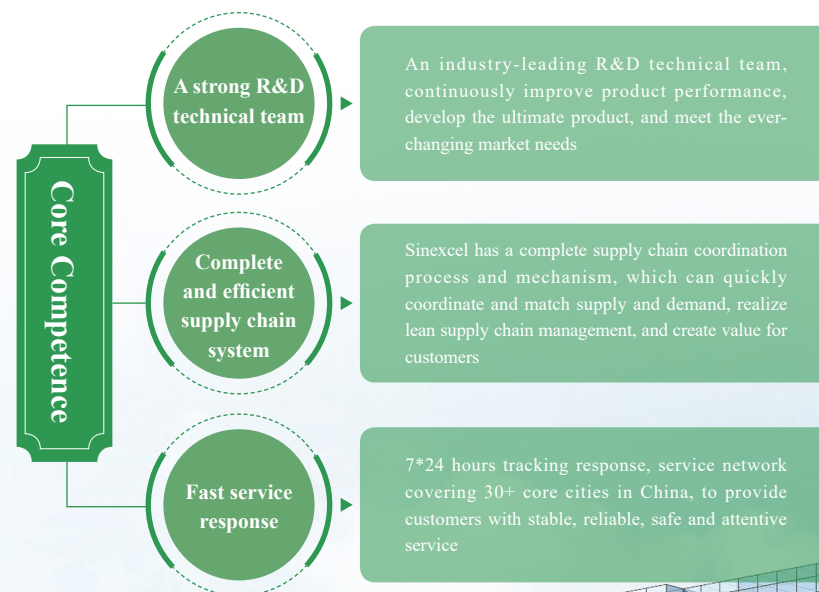 Core Competence
A strong R&D
technical team
An industry-leading R&D technical team,
continuously improve product performance,
develop the ultimate product, and meet the ever-
changing market needs
Complete
and efficient
supply chain
system
Sinexcel has a complete supply chain coordination
process and mechanism, which can quickly
coordinate and match supply and demand, realize
lean supply chain management, and create value for
customers
Fast service
response
7*24 hours tracking response, service network
covering 30+ core cities in China, to provide
customers with stable, reliable, safe and attentive
service